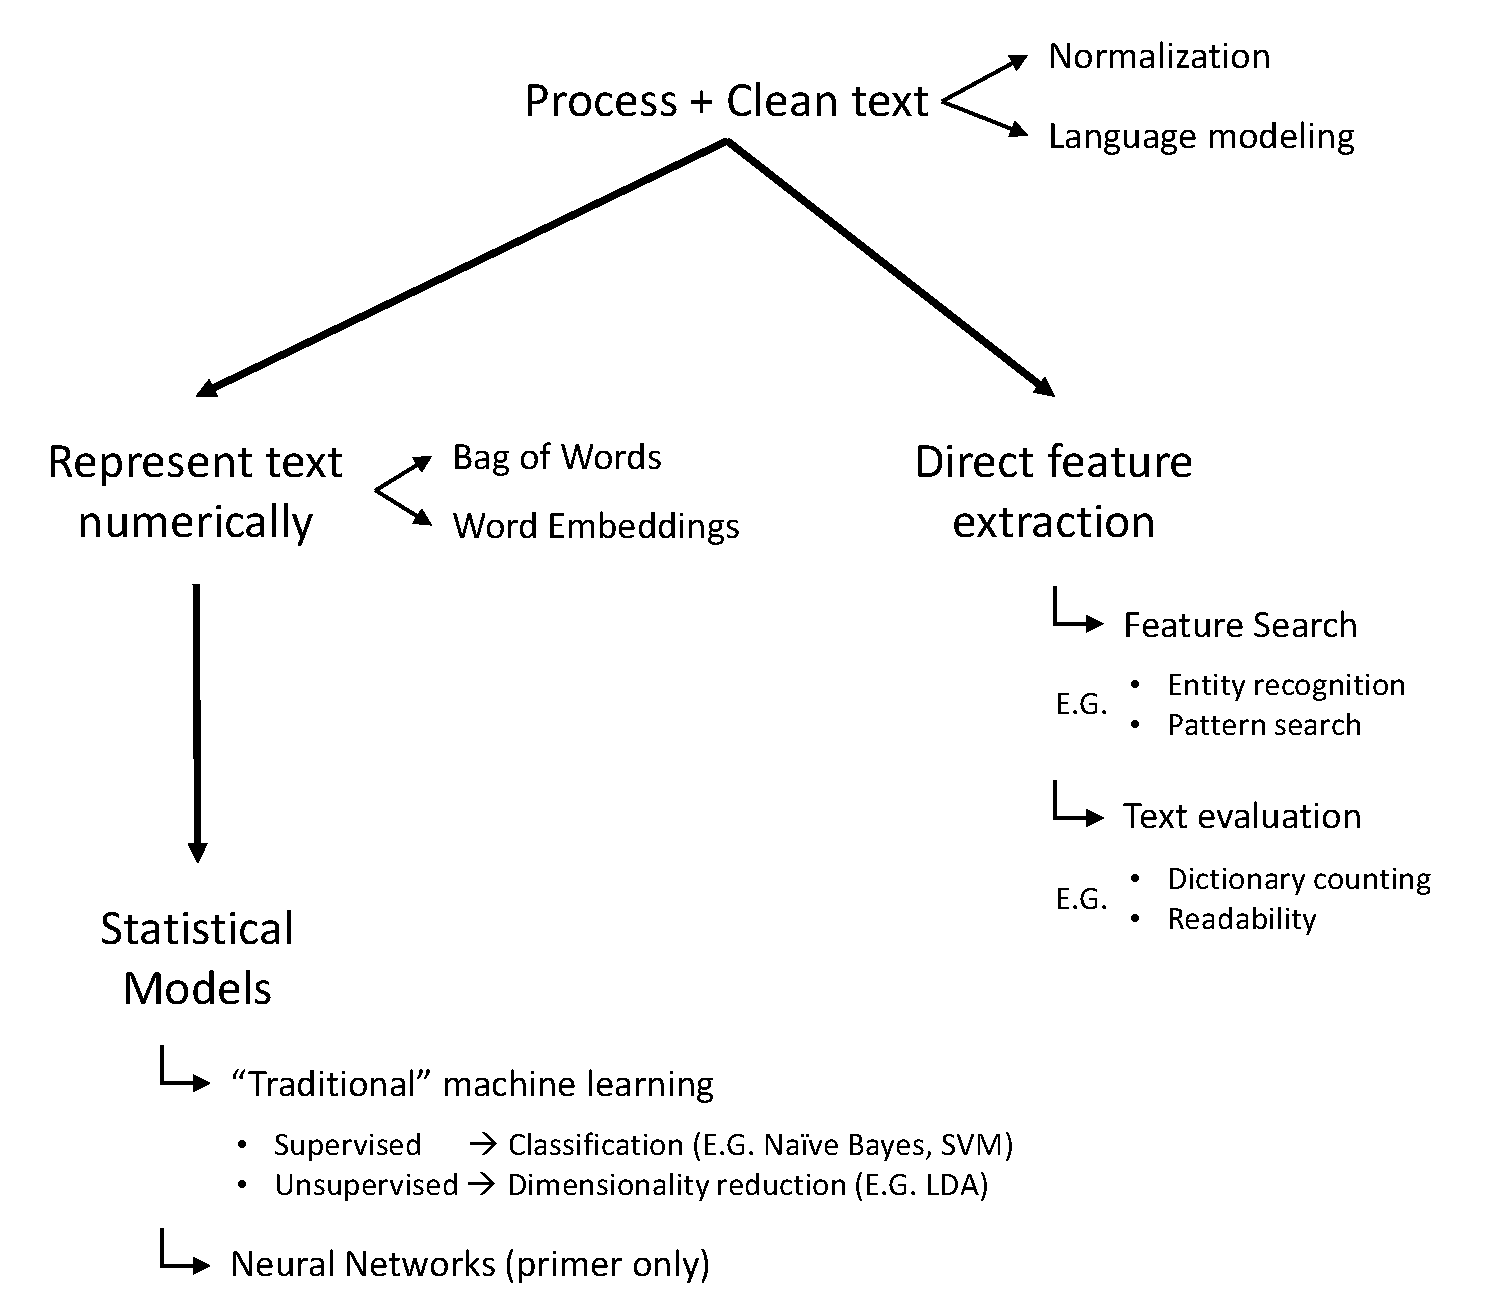 Process + Clean text
Normalization
Language modeling
Represent text
numerically
Bag of Words
Word Embeddings
Direct feature
extraction
Feature Search
E.G.
• Entity recognition
• Pattern search
Text evaluation
E.G.
• Dictionary counting
• Readability
Statistical
Models
“Traditional” machine learning
• Supervised → Classification (E.G. Naïve Bayes, SVM)
• Unsupervised → Dimensionality reduction (E.G. LDA)
Neural Networks (primer only)